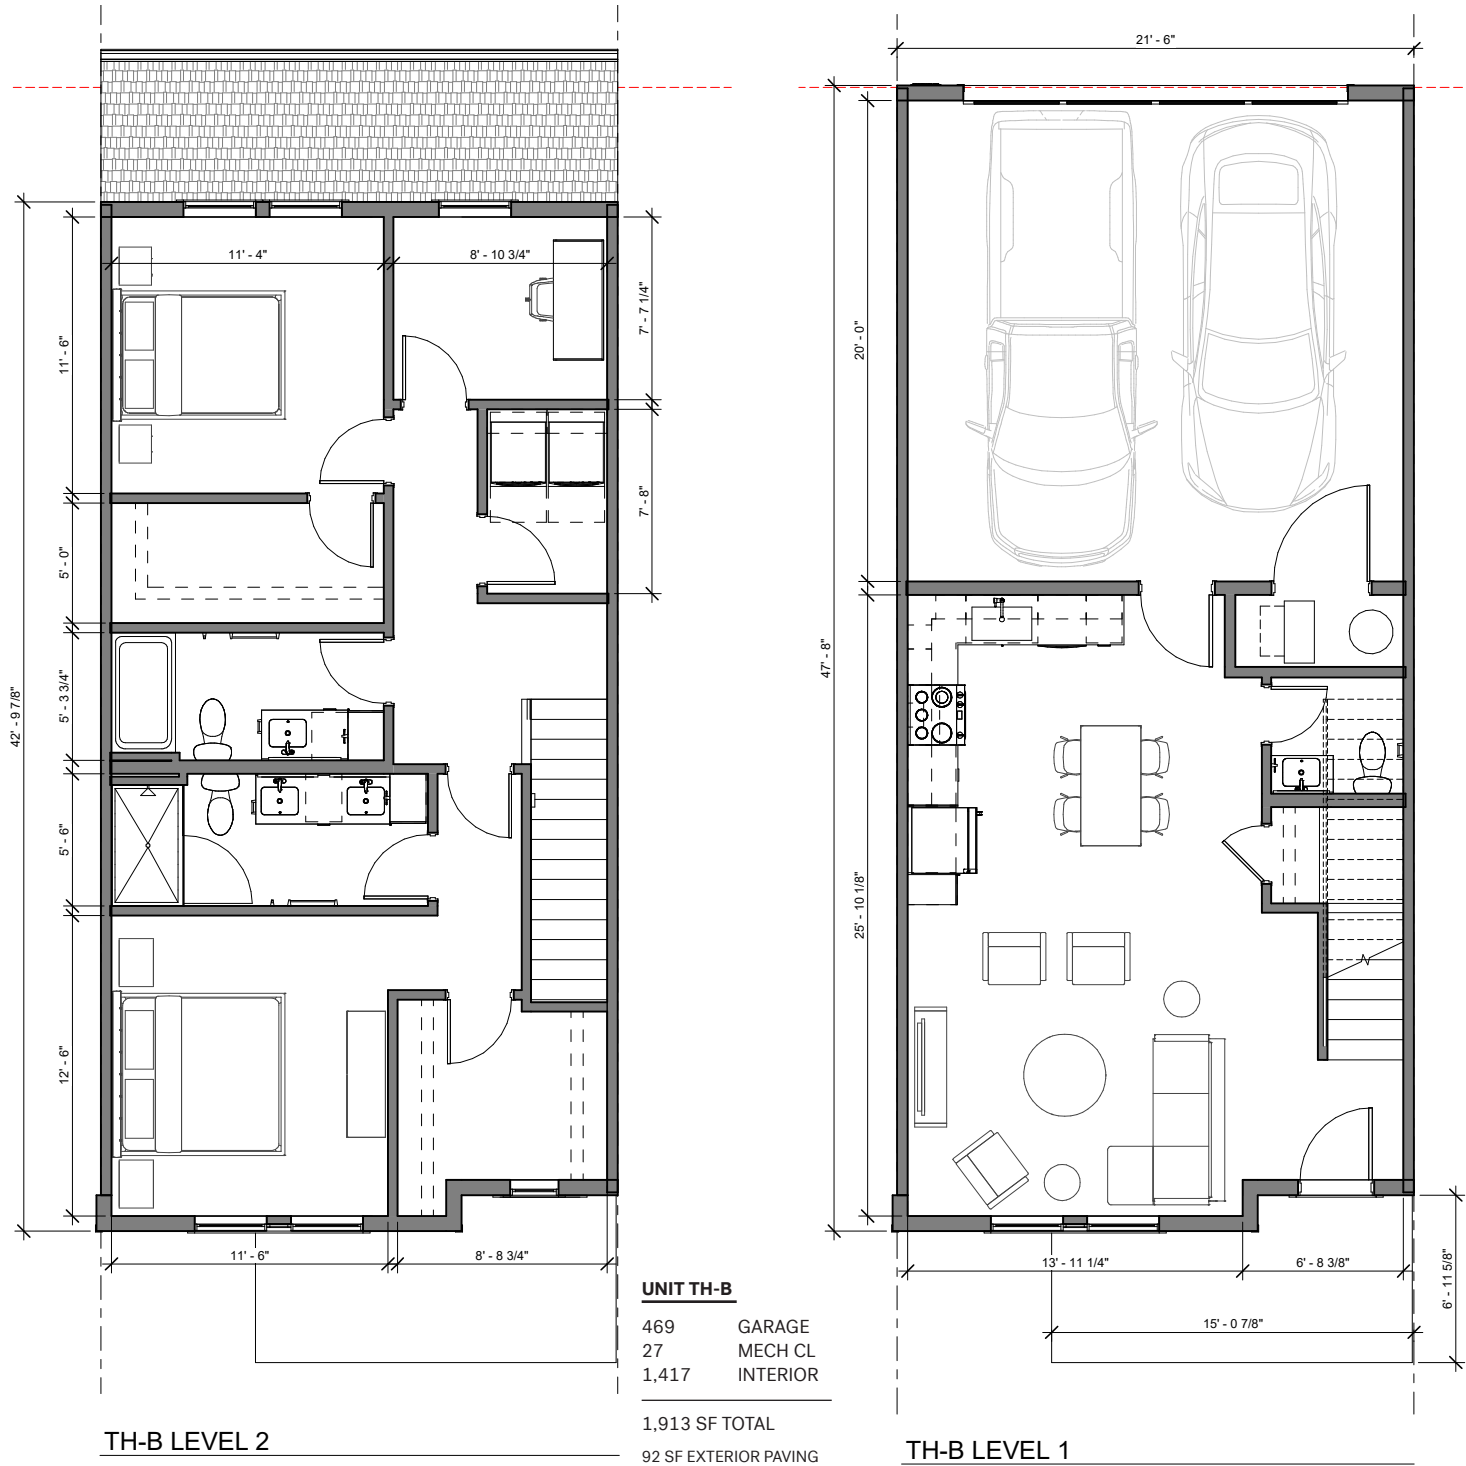 21' - 6"
11' - 4"
8' - 10 3/4"
7' - 7 1/4"
11' - 6"
20' - 0"
7' - 8"
5' - 0"
42' - 9 7/8"
5' - 3 3/4"
47' - 8"
5' - 6"
25' - 10 1/8"
12' - 6"
11' - 6"
8' - 8 3/4"
13' - 11 1/4"
6' - 8 3/8"
6' - 11 5/8"
15' - 0 7/8"
UNIT TH-B
469 GARAGE
27 MECH CL
1,417 INTERIOR
1,913 SF TOTAL
92 SF EXTERIOR PAVING
TH-B LEVEL 2
TH-B LEVEL 1